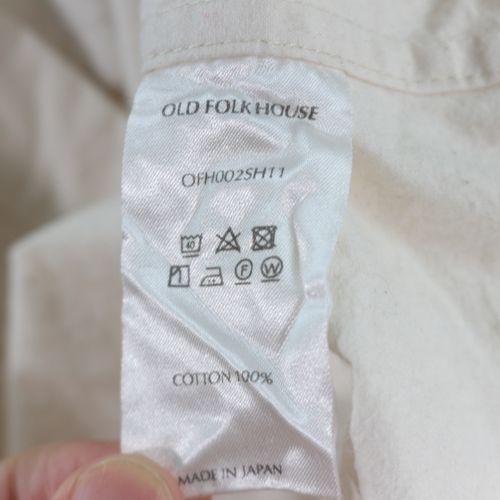 OLD FOLK HOUSE
OFH002SH11
40
F W
COTTON 100%
MADE IN JAPAN